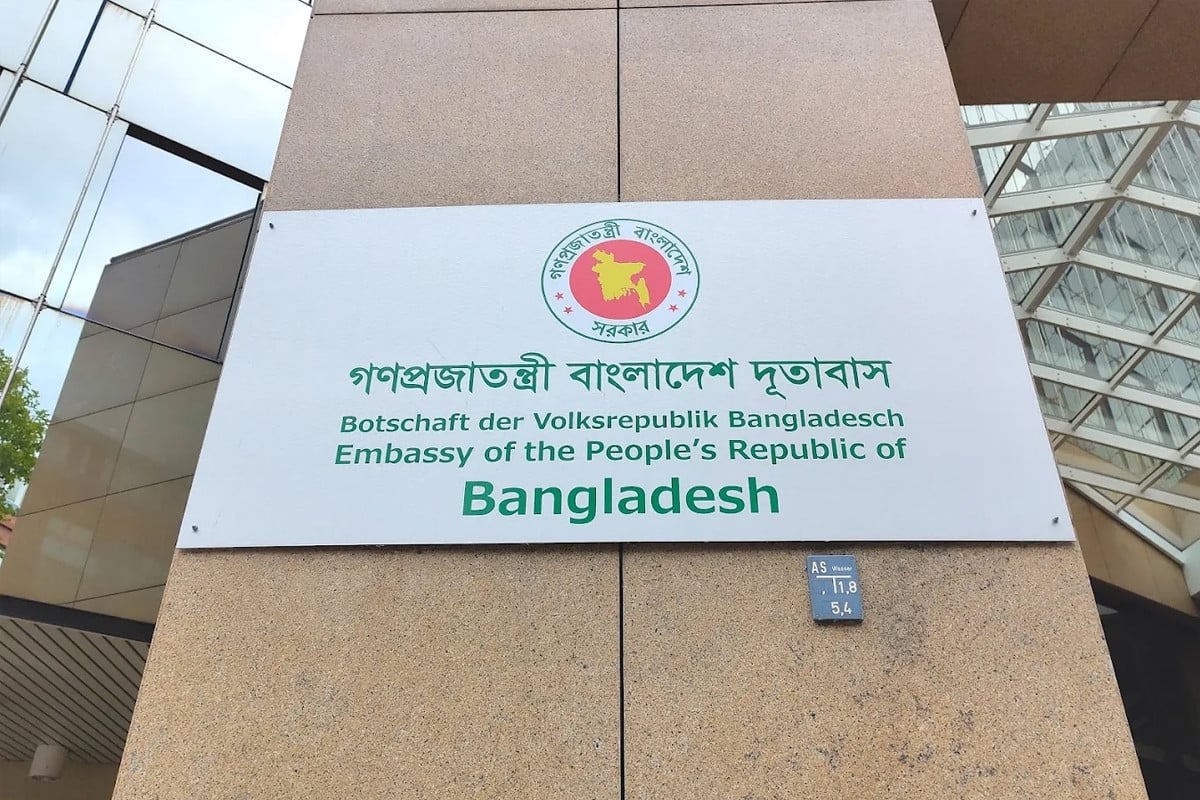 গণপ্রজাতন্ত্রী বাংলাদেশ
সরকার
গণপ্রজাতন্ত্রী বাংলাদেশ দূতাবাস
Botschaft der Volksrepublik Bangladesch
Embassy of the People's Republic of
Bangladesh
AS Wasser
, 1,8
5,4